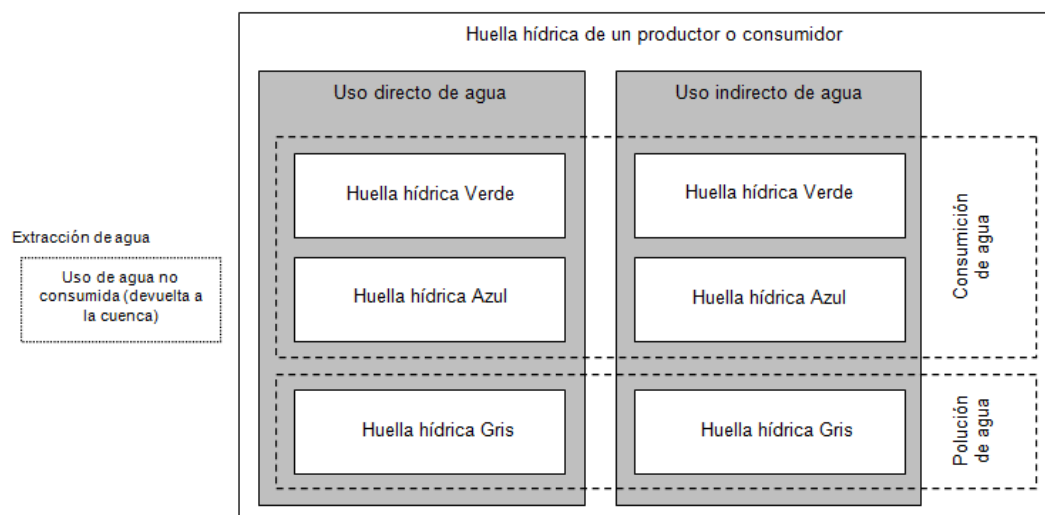 Huella hídrica de un productor o consumidor
Uso directo de agua
Uso indirecto de agua
Huella hídrica Verde
Huella hídrica Verde
Huella hídrica Azul
Huella hídrica Azul
Consumición
de agua
Extracción de agua
Uso de agua no
consumida (devuelta a
la cuenca)
Huella hídrica Gris
Huella hídrica Gris
Polución
de agua